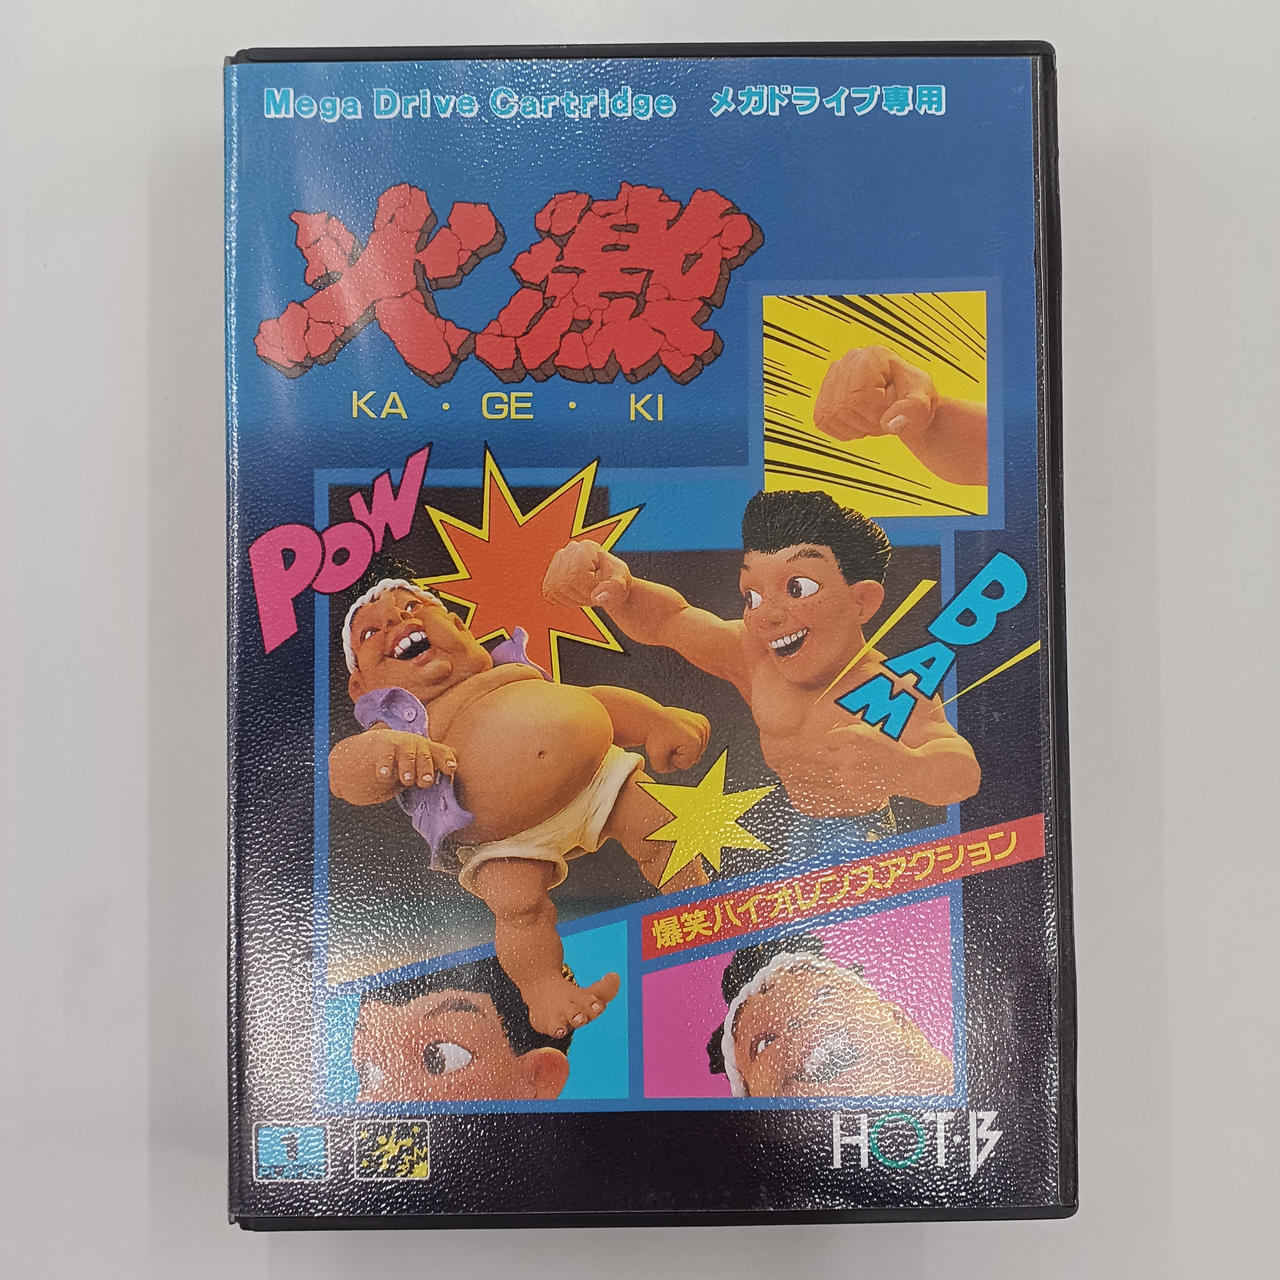 Mega Drive Cartridge メガドライブ専用
火激
KA・GE・KI
POW
BAM
爆笑バイオレンスアクション
HOT・B